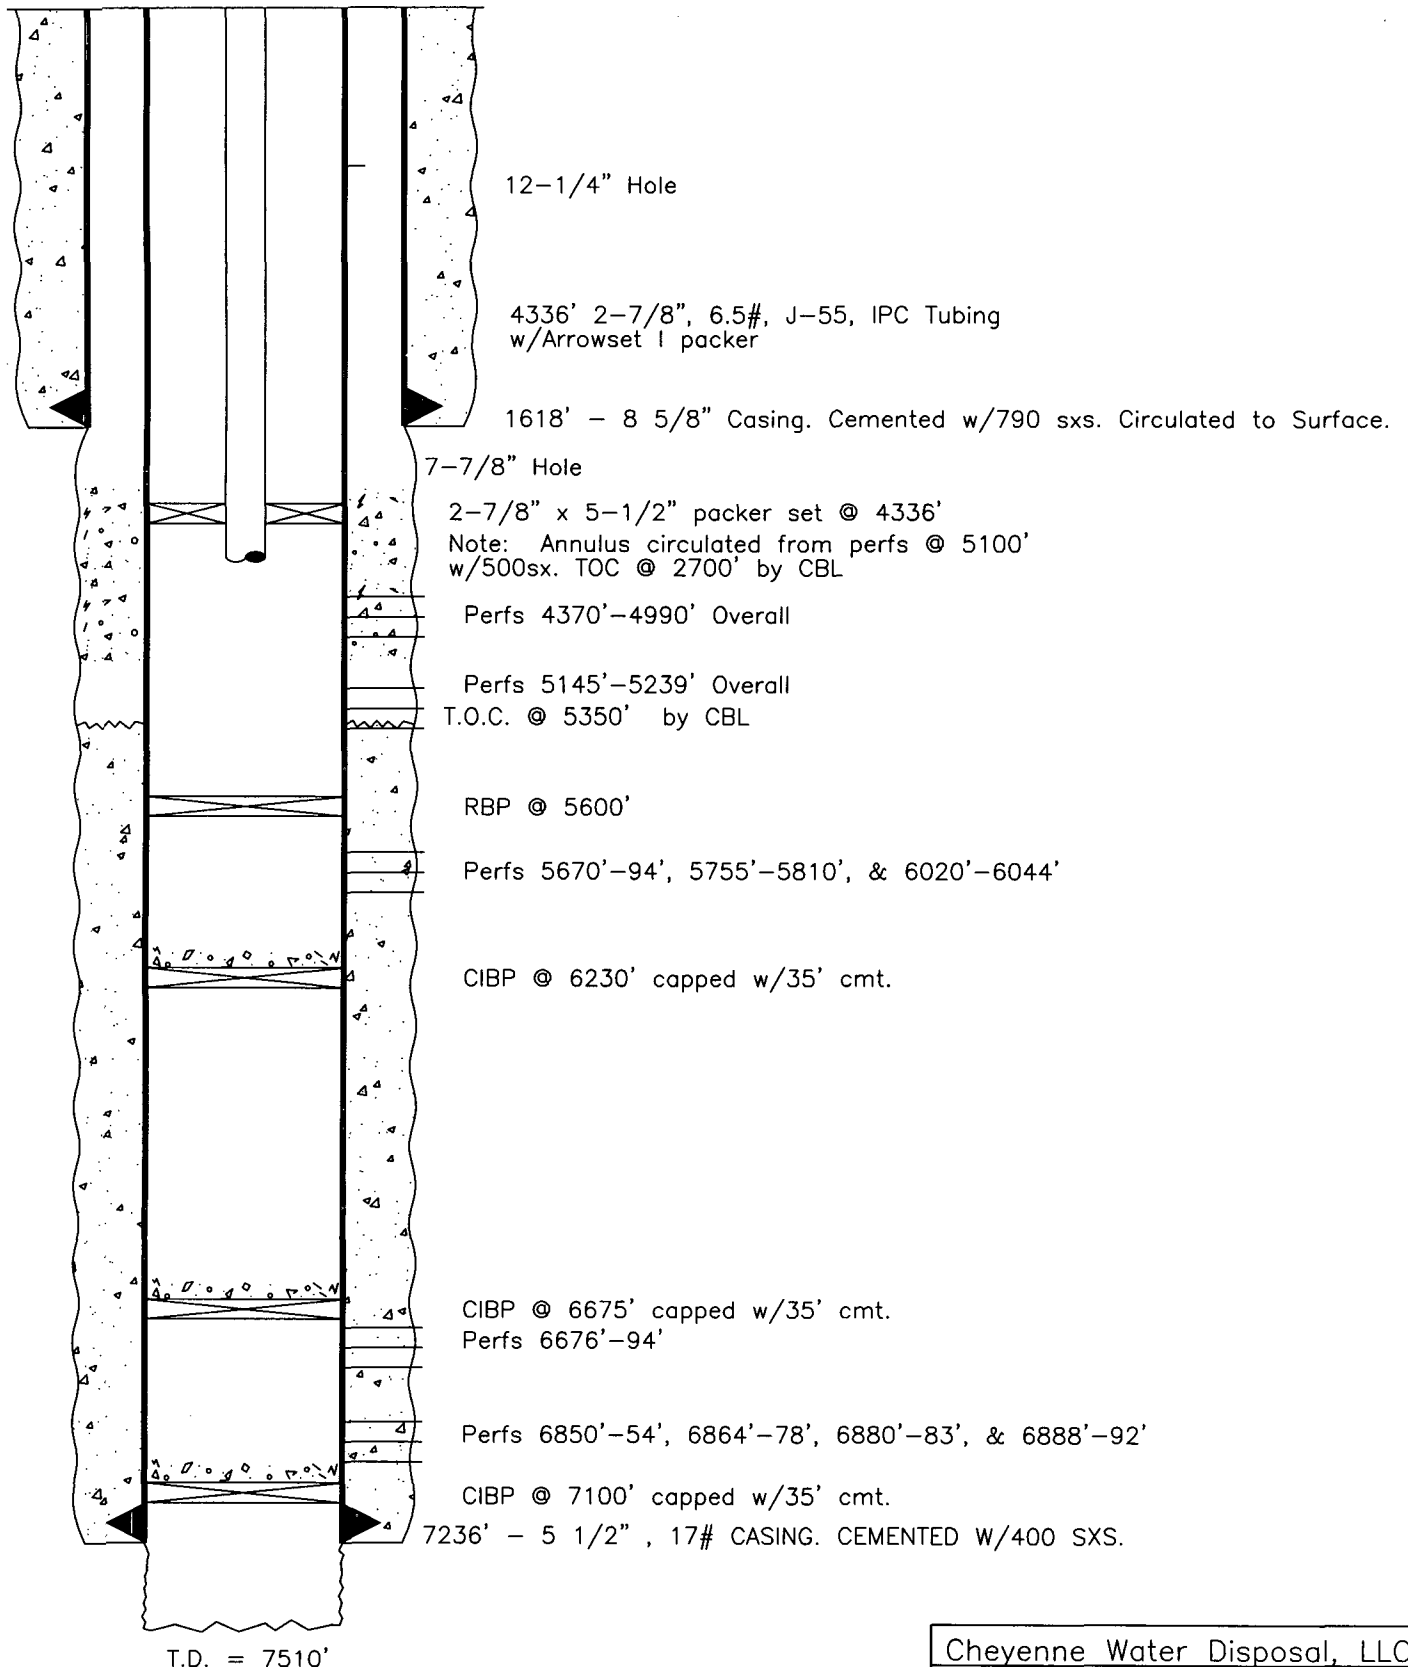 12-1/4" Hole
4336' 2-7/8", 6.5#, J-55, IPC Tubing
w/Arrowset I packer
1618' - 8 5/8" Casing. Cemented w/790 sxs. Circulated to Surface.
7-7/8" Hole
2-7/8" x 5-1/2" packer set @ 4336'
Note: Annulus circulated from perfs @ 5100'
w/500sx. TOC @ 2700' by CBL
Perfs 4370'-4990' Overall
Perfs 5145'-5239' Overall
T.O.C. @ 5350' by CBL
RBP @ 5600'
Perfs 5670'-94', 5755'-5810', & 6020'-6044'
CIBP @ 6230' capped w/35' cmt.
CIBP @ 6675' capped w/35' cmt.
Perfs 6676'-94'
Perfs 6850'-54', 6864'-78', 6880'-83', & 6888'-92'
CIBP @ 7100' capped w/35' cmt.
7236' - 5 1/2" , 17# CASING. CEMENTED W/400 SXS.
T.D. = 7510'
Cheyenne Water Disposal, LLC